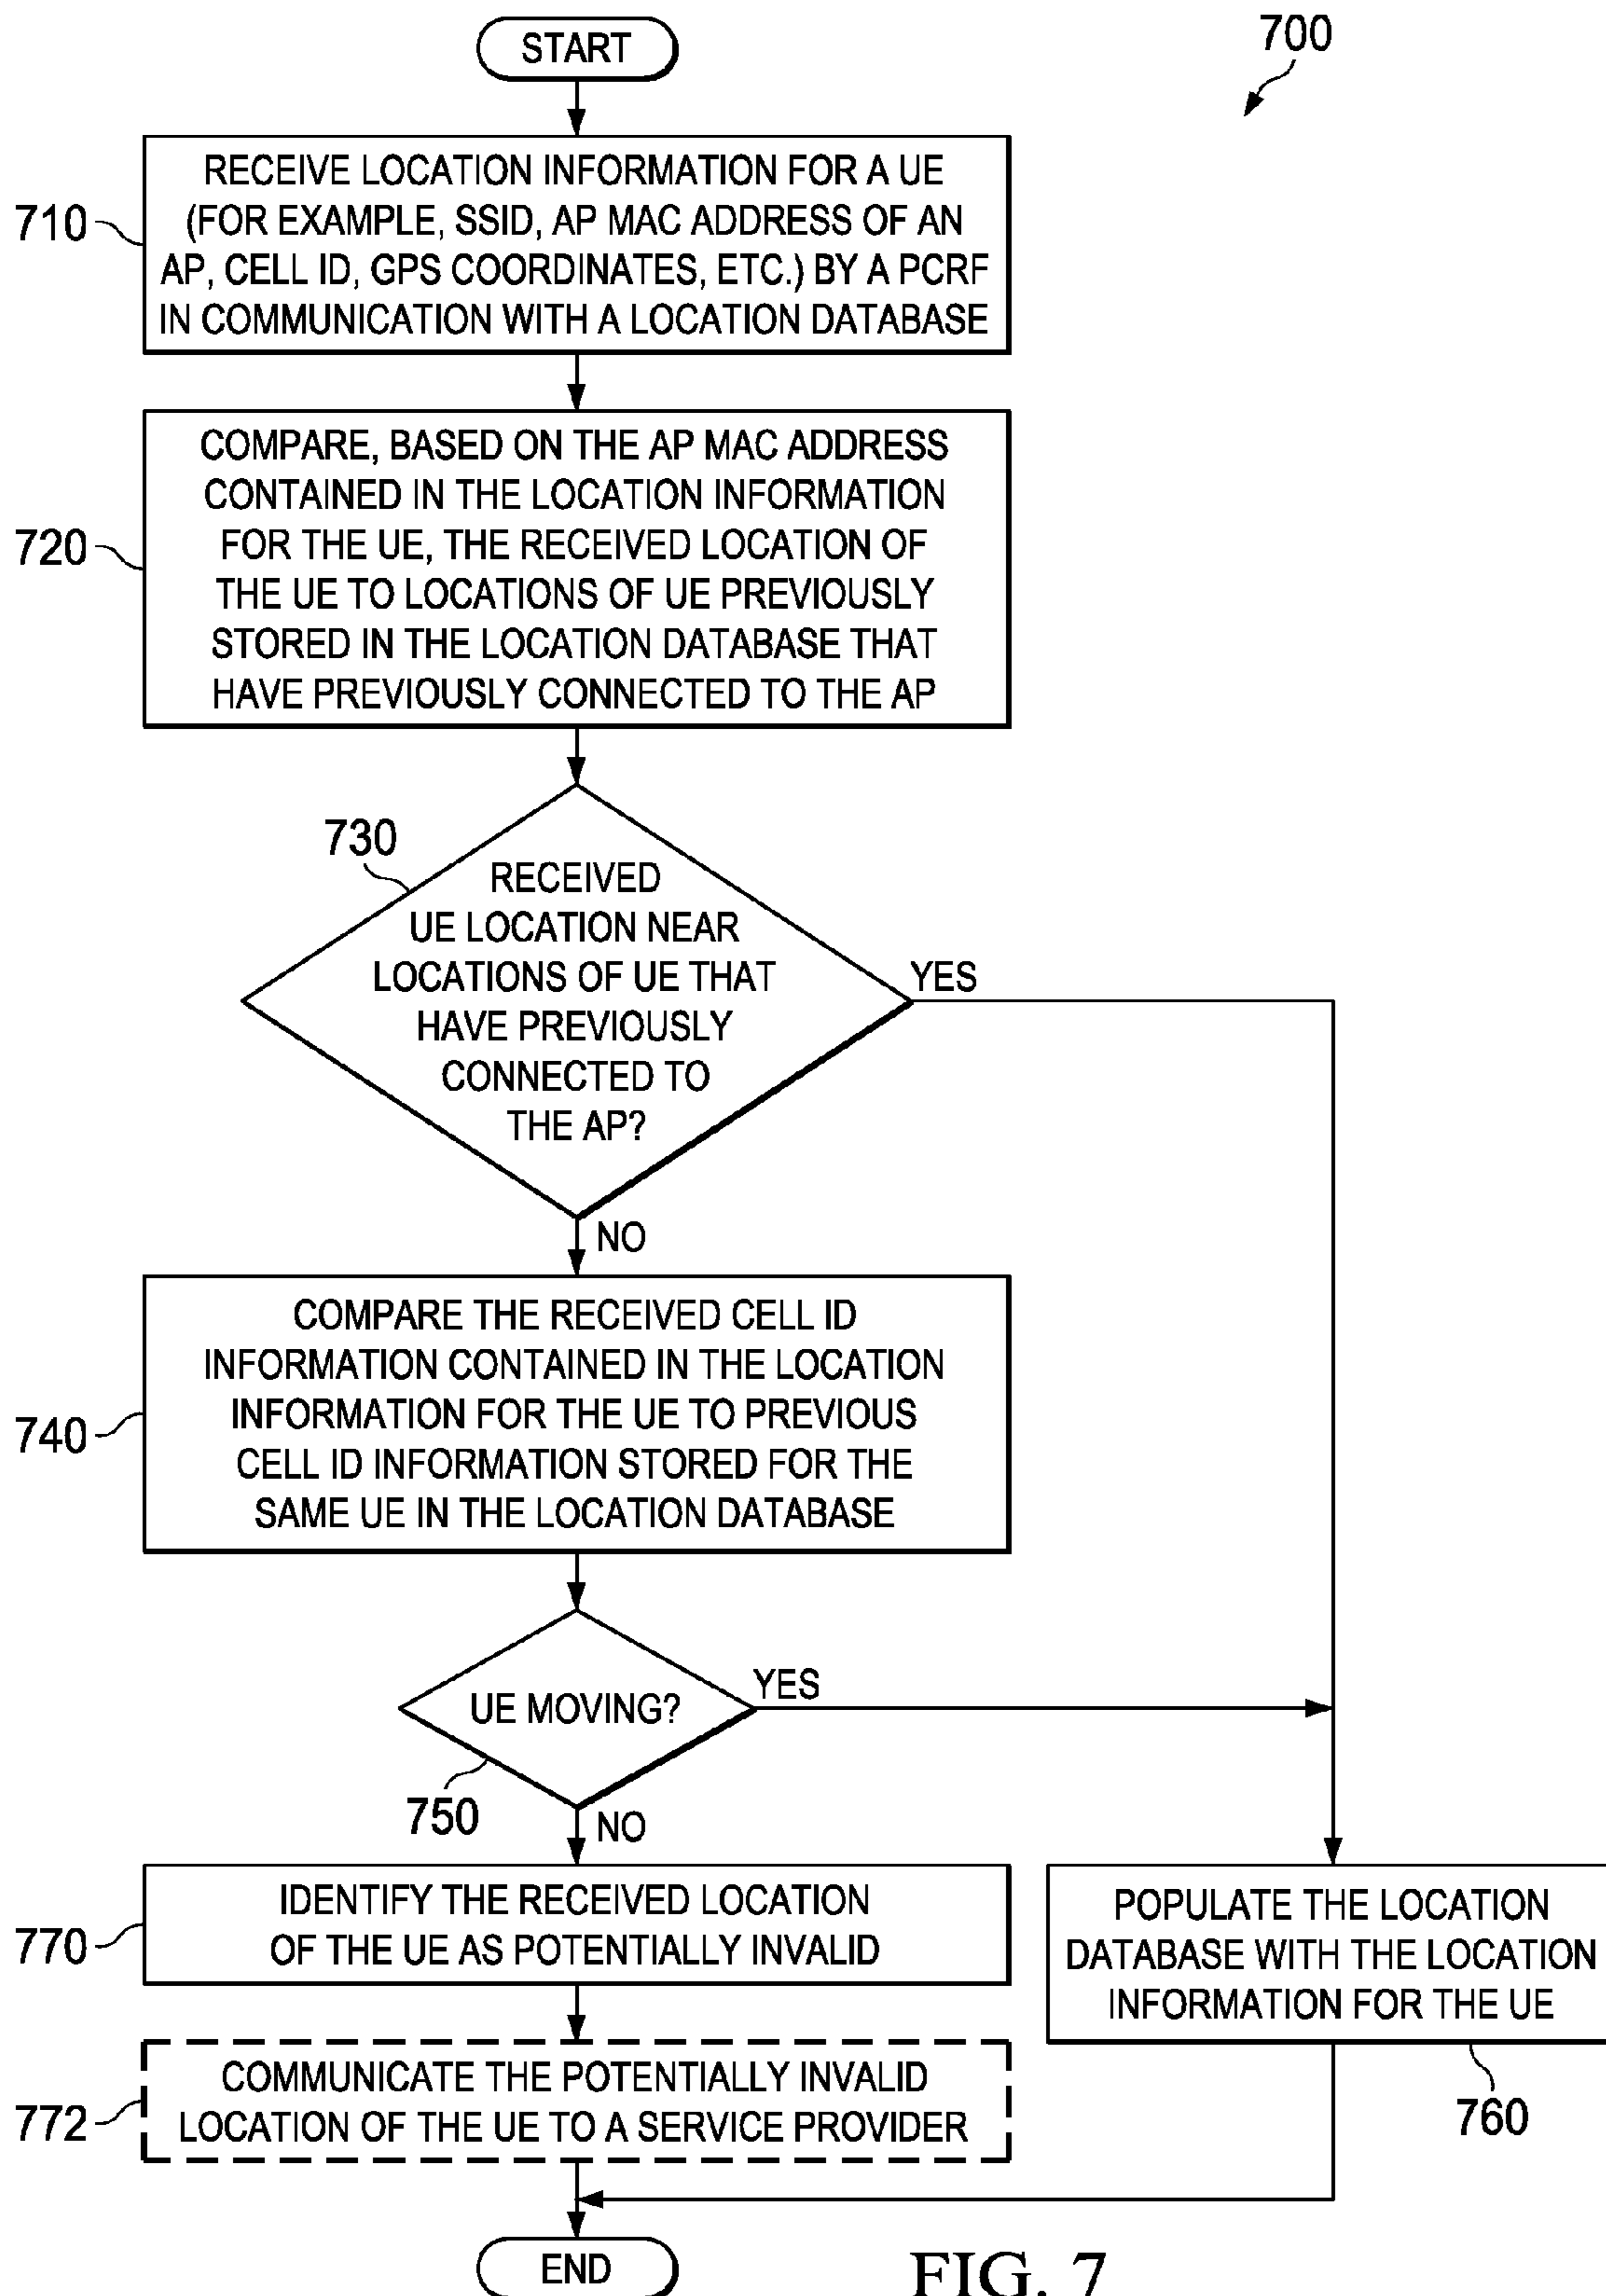 START
700
710
RECEIVE LOCATION INFORMATION FOR A UE
(FOR EXAMPLE, SSID, AP MAC ADDRESS OF AN
AP, CELL ID, GPS COORDINATES, ETC.) BY A PCRF
IN COMMUNICATION WITH A LOCATION DATABASE
720
COMPARE, BASED ON THE AP MAC ADDRESS
CONTAINED IN THE LOCATION INFORMATION
FOR THE UE, THE RECEIVED LOCATION OF
THE UE TO LOCATIONS OF UE PREVIOUSLY
STORED IN THE LOCATION DATABASE THAT
HAVE PREVIOUSLY CONNECTED TO THE AP
730
RECEIVED
UE LOCATION NEAR
LOCATIONS OF UE THAT
HAVE PREVIOUSLY
CONNECTED TO
THE AP?
YES
NO
740
COMPARE THE RECEIVED CELL ID
INFORMATION CONTAINED IN THE LOCATION
INFORMATION FOR THE UE TO PREVIOUS
CELL ID INFORMATION STORED FOR THE
SAME UE IN THE LOCATION DATABASE
UE MOVING?
YES
750
NO
770
IDENTIFY THE RECEIVED LOCATION
OF THE UE AS POTENTIALLY INVALID
POPULATE THE LOCATION
DATABASE WITH THE LOCATION
INFORMATION FOR THE UE
760
772
COMMUNICATE THE POTENTIALLY INVALID
LOCATION OF THE UE TO A SERVICE PROVIDER
END
FIG. 7